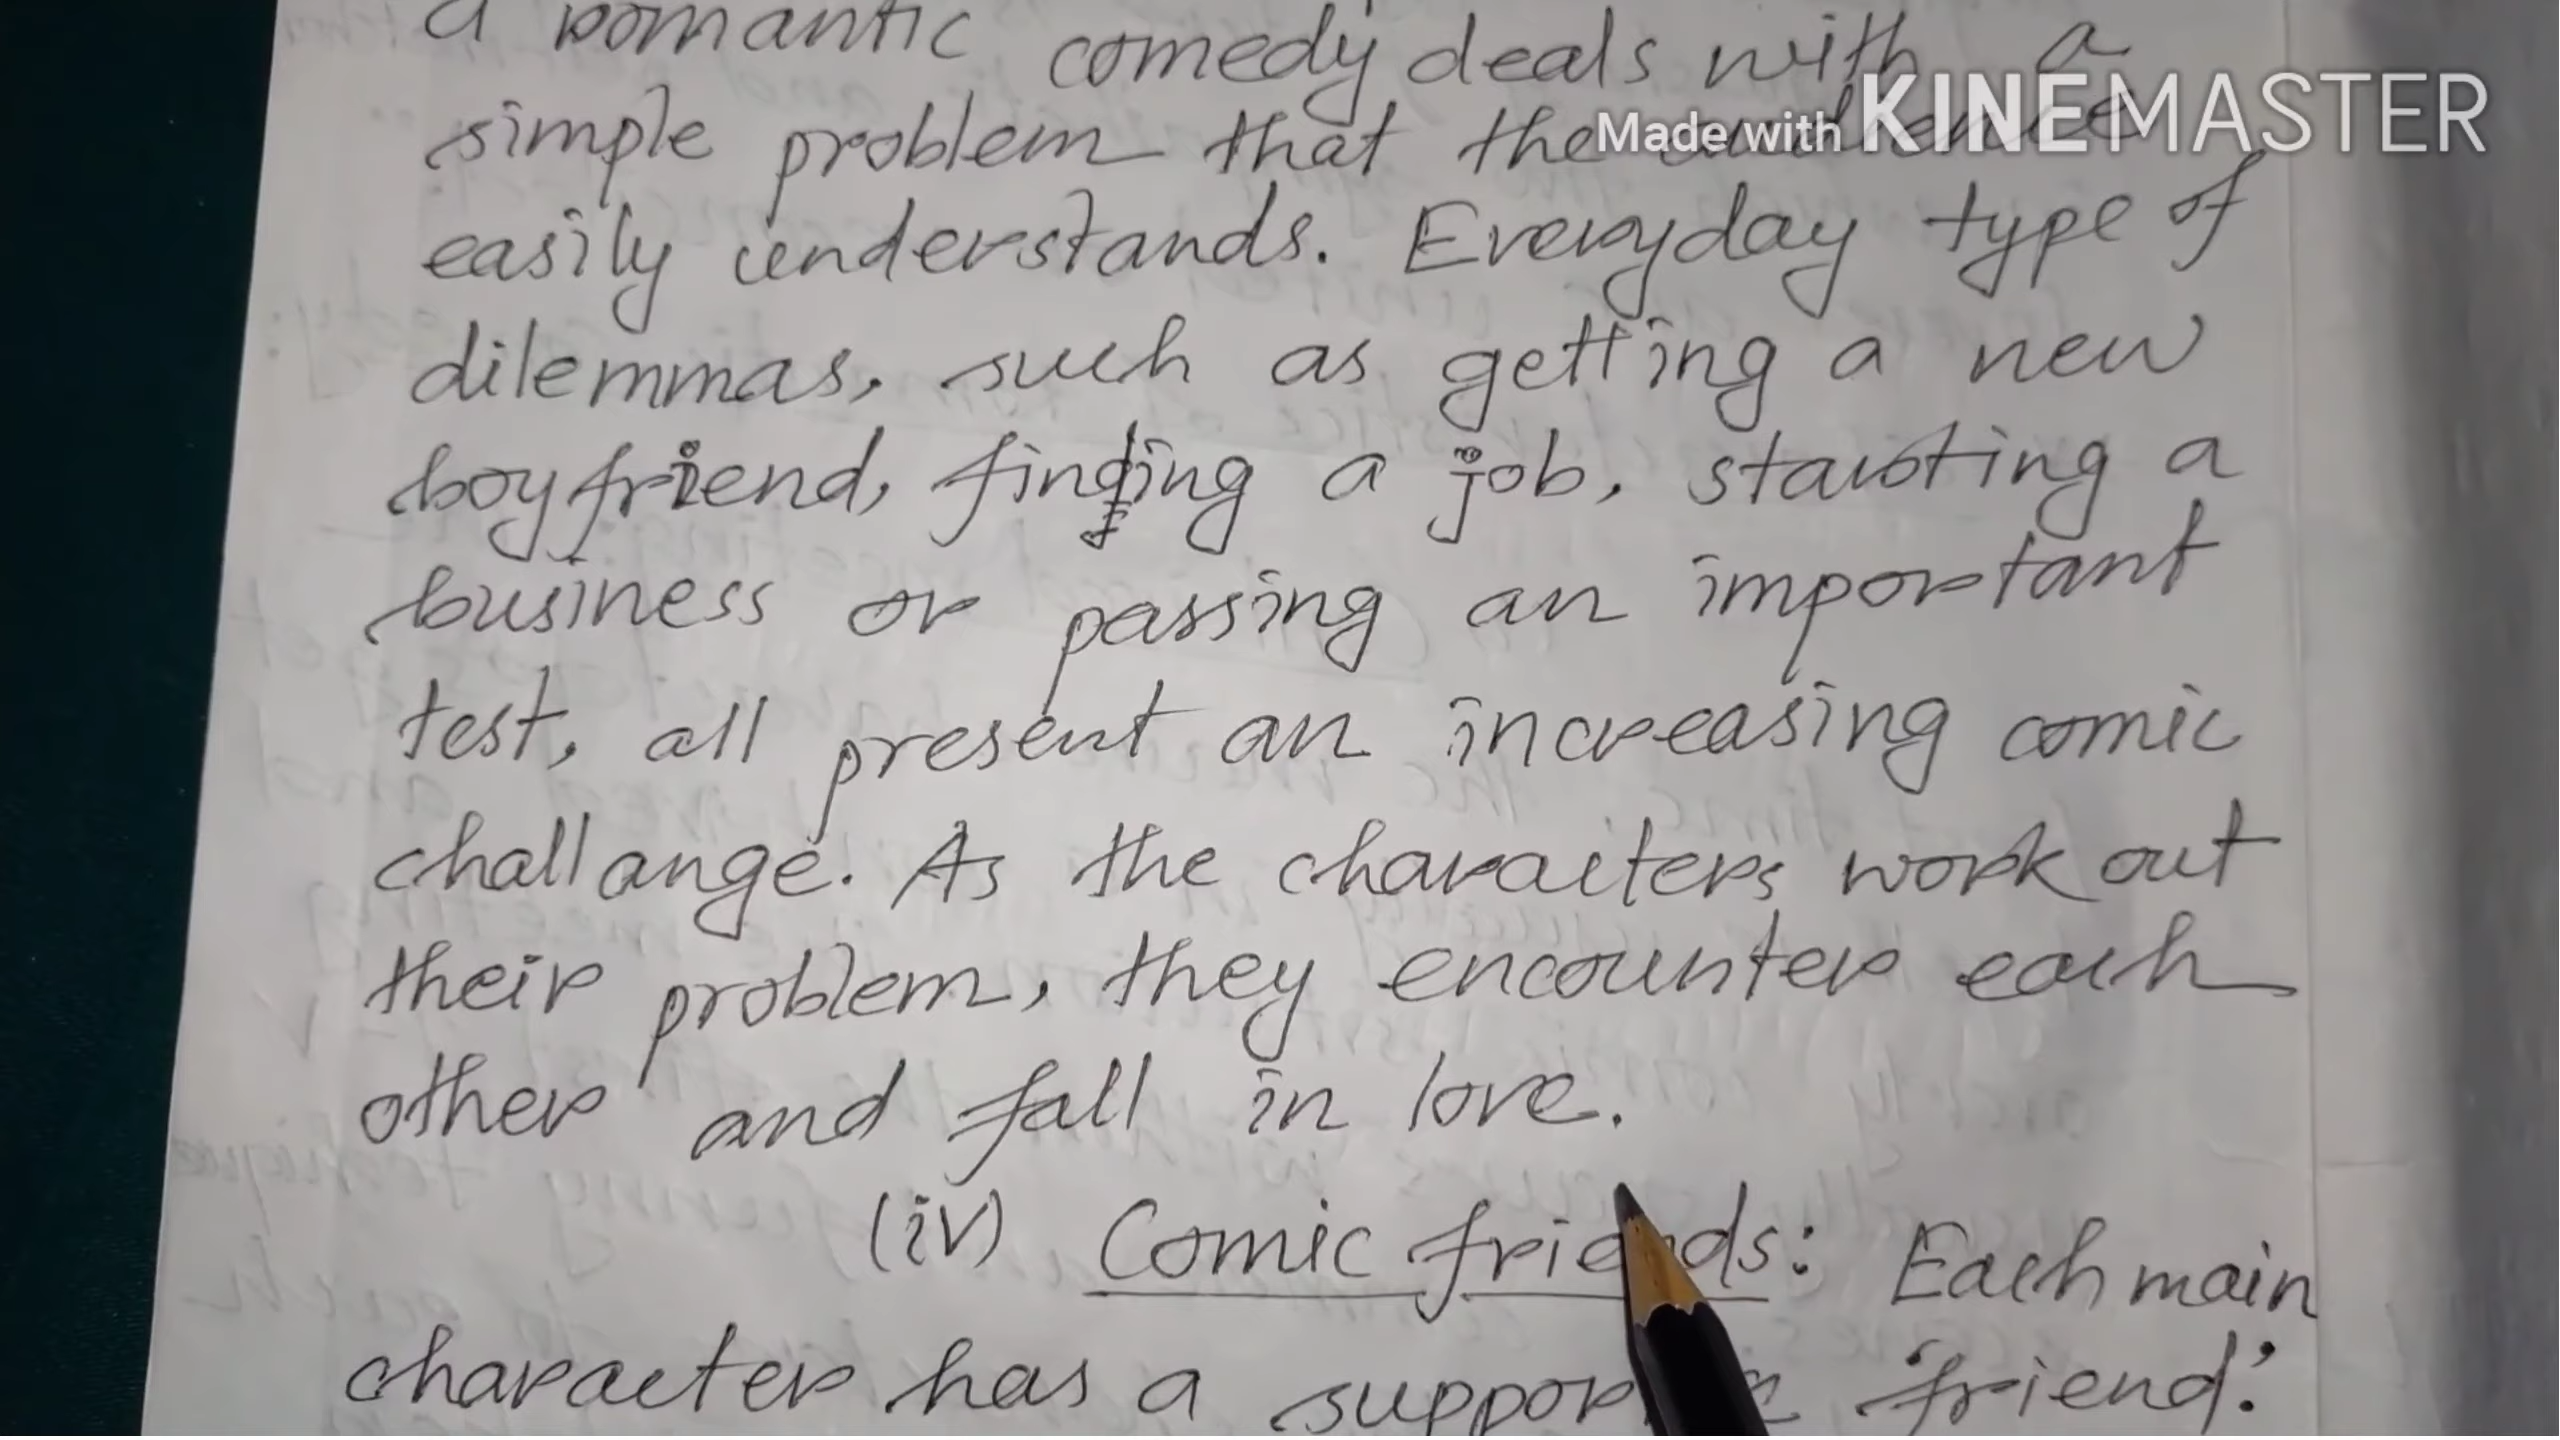 a romantic comedy deals with a
Made with KINEMASTER
simple problem that the audience
easily understands. Everyday type of
dilemmas, such as getting a new
boyfriend, finding a job, starting a
business or passing an important
test, all present an increasing comic
challange. As the characters work out
their problem, they encounter each
other and fall in love.
(iv) Comic friends: Each main
character has a 'friend.'